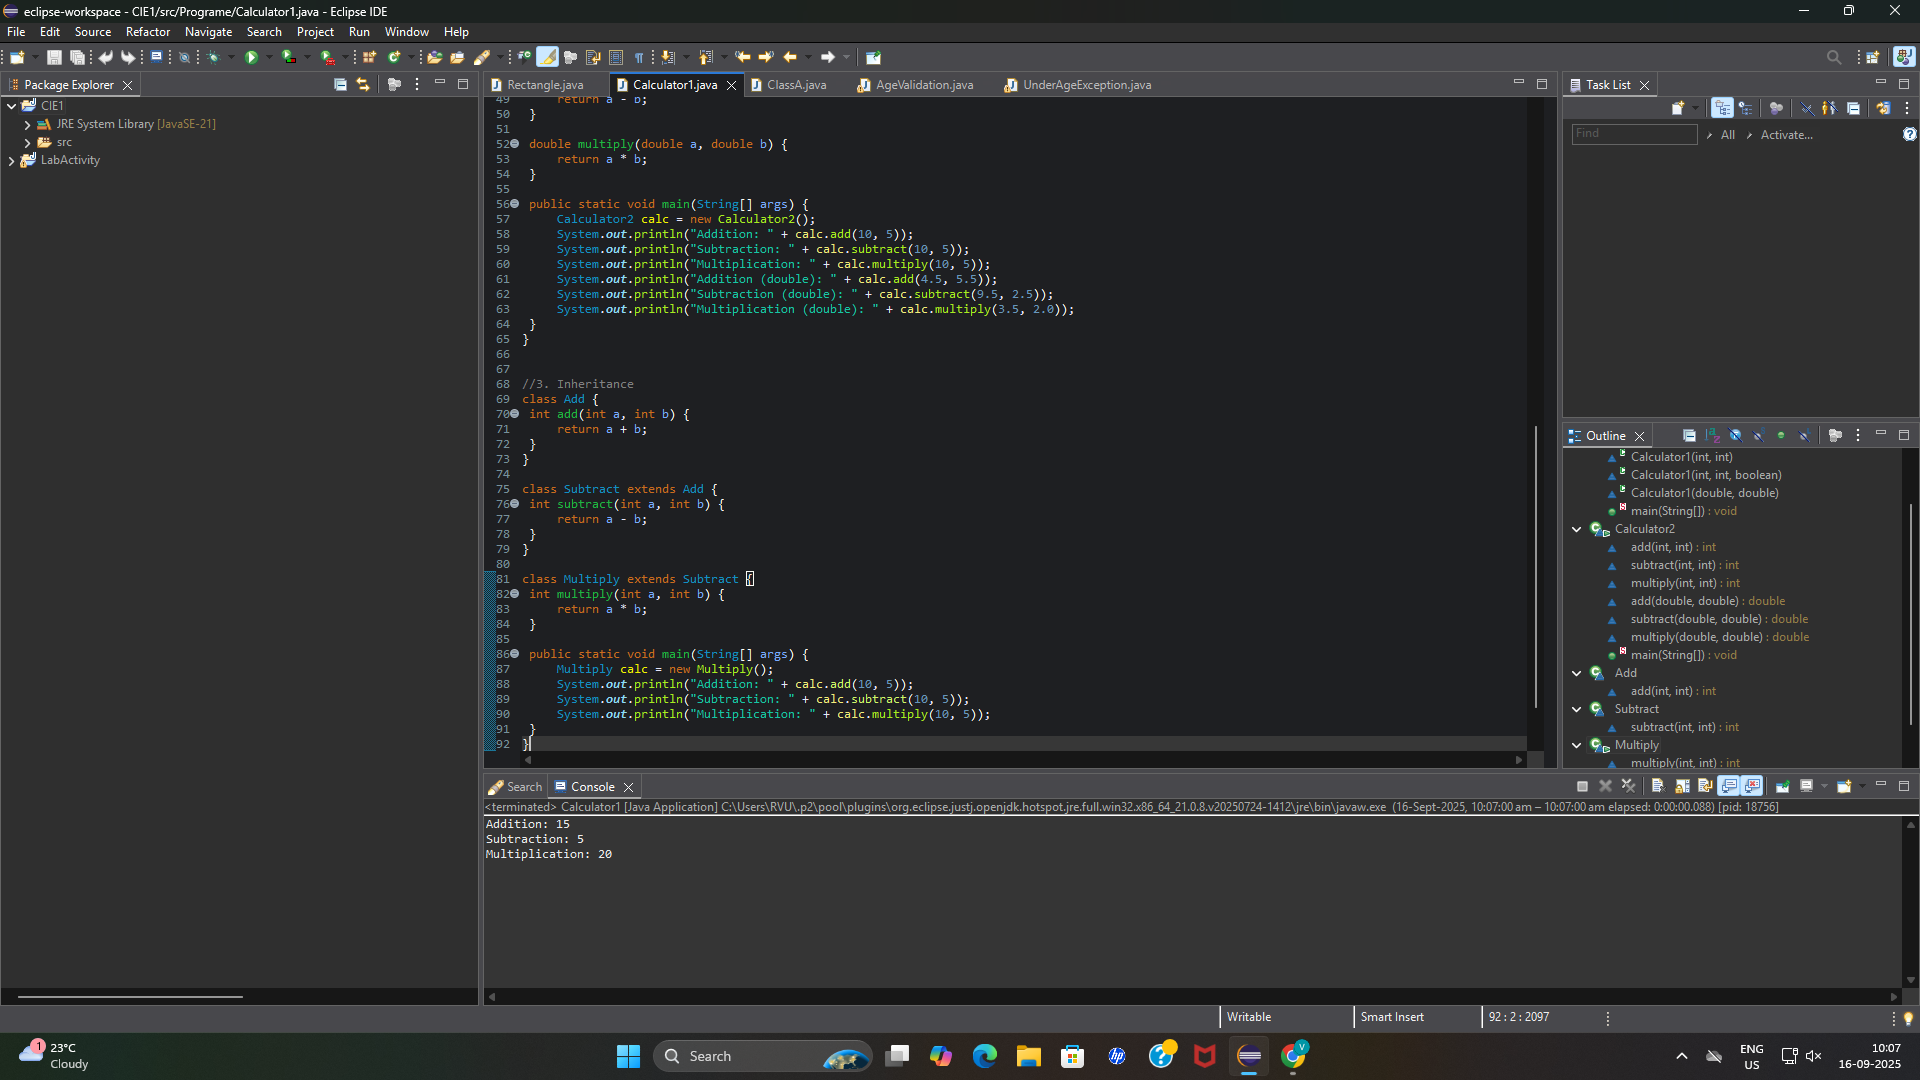 eclipse-workspace - CIE1/src/Programe/Calculator1.java - Eclipse IDE
File Edit Source Refactor Navigate Search Project Run Window Help
Package Explorer
CIE1
JRE System Library [JavaSE-21]
src
LabActivity
Rectangle.java Calculator1.java ClassA.java AgeValidation.java UnderAgeException.java
49 return a - b;
50 }
51
52 double multiply(double a, double b) {
53 return a * b;
54 }
55
56 public static void main(String[] args) {
57 Calculator2 calc = new Calculator2();
58 System.out.println("Addition: " + calc.add(10, 5));
59 System.out.println("Subtraction: " + calc.subtract(10, 5));
60 System.out.println("Multiplication: " + calc.multiply(10, 5));
61 System.out.println("Addition (double): " + calc.add(4.5, 5.5));
62 System.out.println("Subtraction (double): " + calc.subtract(9.5, 2.5));
63 System.out.println("Multiplication (double): " + calc.multiply(3.5, 2.0));
64 }
65 }
66
67
68 //3. Inheritance
69 class Add {
70 int add(int a, int b) {
71 return a + b;
72 }
73 }
74
75 class Subtract extends Add {
76 int subtract(int a, int b) {
77 return a - b;
78 }
79 }
80
81 class Multiply extends Subtract {
82 int multiply(int a, int b) {
83 return a * b;
84 }
85
86 public static void main(String[] args) {
87 Multiply calc = new Multiply();
88 System.out.println("Addition: " + calc.add(10, 5));
89 System.out.println("Subtraction: " + calc.subtract(10, 5));
90 System.out.println("Multiplication: " + calc.multiply(10, 5));
91 }
92 }
Task List
Find All Activate...
Outline
Calculator1(int, int)
Calculator1(int, int, boolean)
Calculator1(double, double)
main(String[]) : void
Calculator2
add(int, int) : int
subtract(int, int) : int
multiply(int, int) : int
add(double, double) : double
subtract(double, double) : double
multiply(double, double) : double
main(String[]) : void
Add
add(int, int) : int
Subtract
subtract(int, int) : int
Multiply
multiply(int, int) : int
Search Console
<terminated> Calculator1 [Java Application] C:\Users\RVU\.p2\pool\plugins\org.eclipse.justj.openjdk.hotspot.jre.full.win32.x86_64_21.0.8.v20250724-1412\jre\bin\javaw.exe (16-Sept-2025, 10:07:00 am – 10:07:00 am elapsed: 0:00:00.088) [pid: 18756]
Addition: 15
Subtraction: 5
Multiplication: 20
Writable Smart Insert 92 : 2 : 2097
1
23°C
Cloudy
Search
hp
V
ENG
US
10:07
16-09-2025